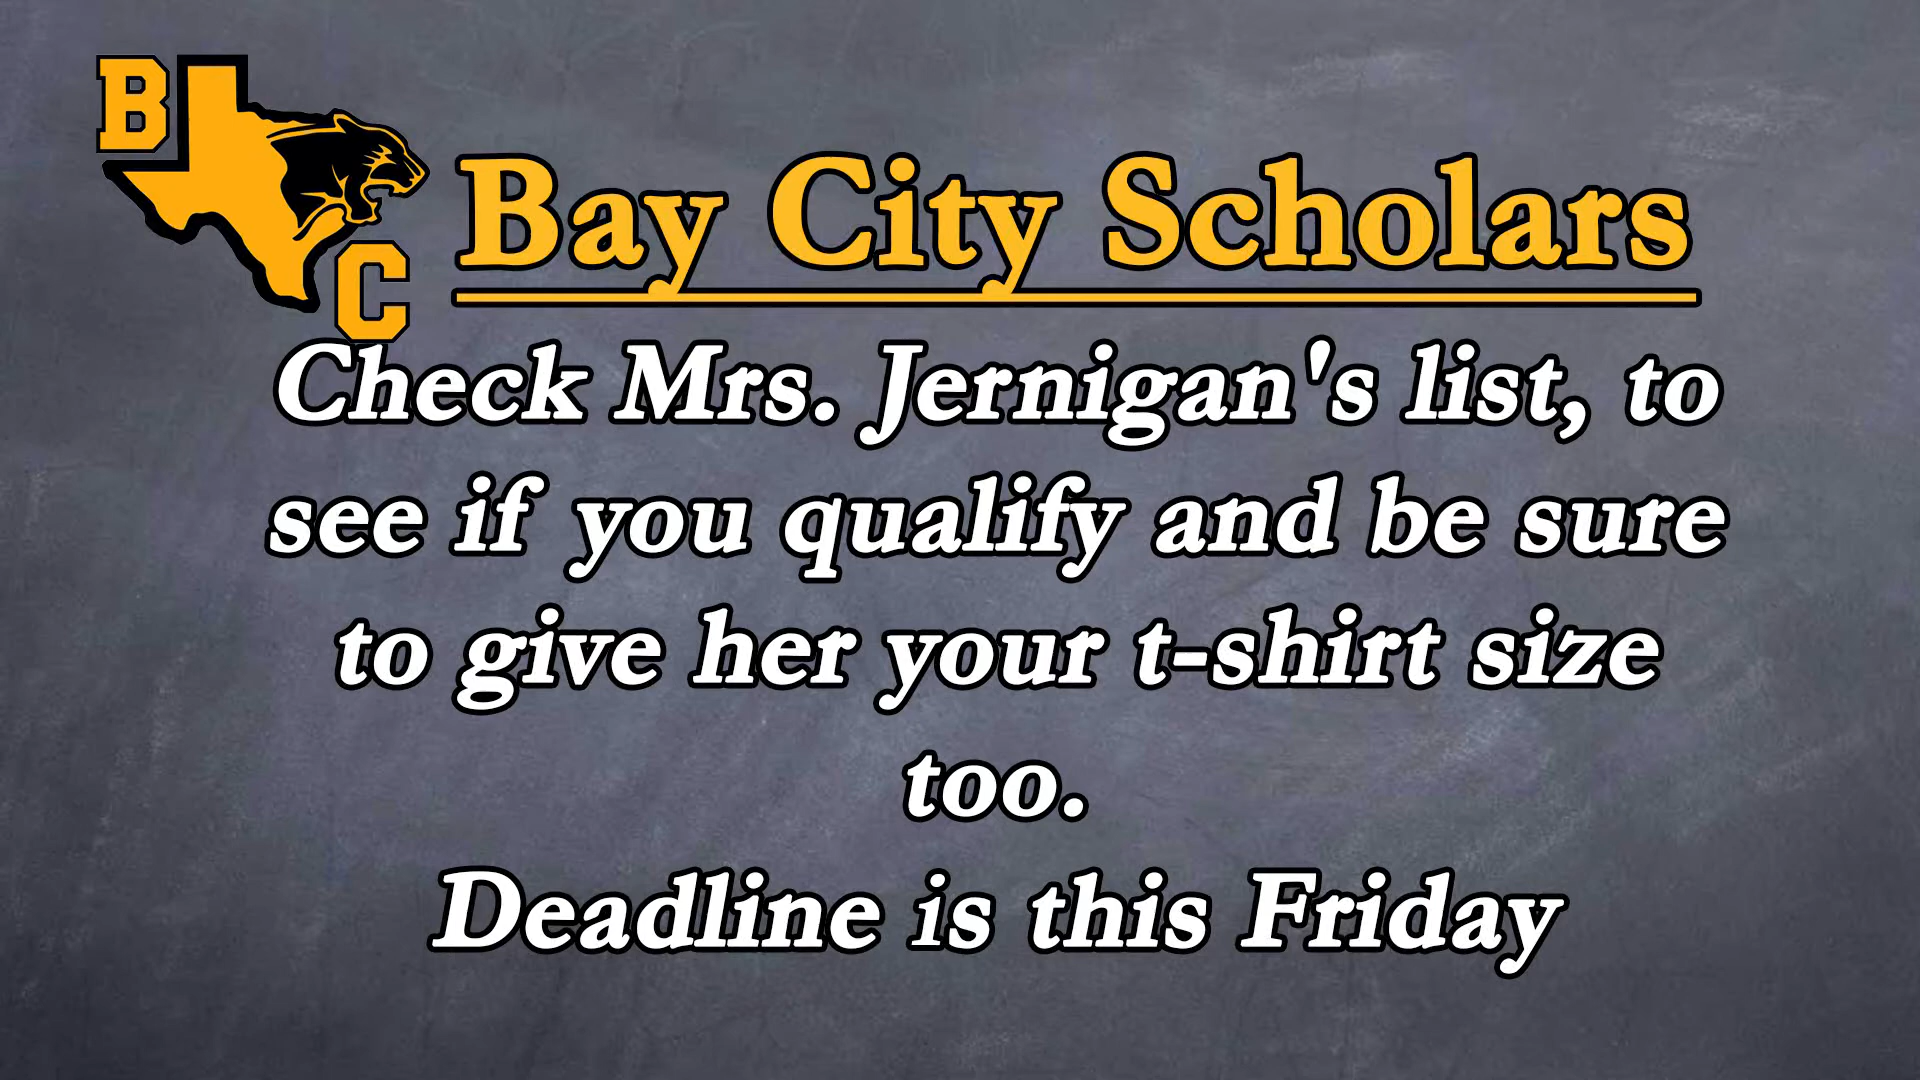 B
C
Bay City Scholars
Check Mrs. Jernigan's list, to
see if you qualify and be sure
to give her your t-shirt size
too.
Deadline is this Friday